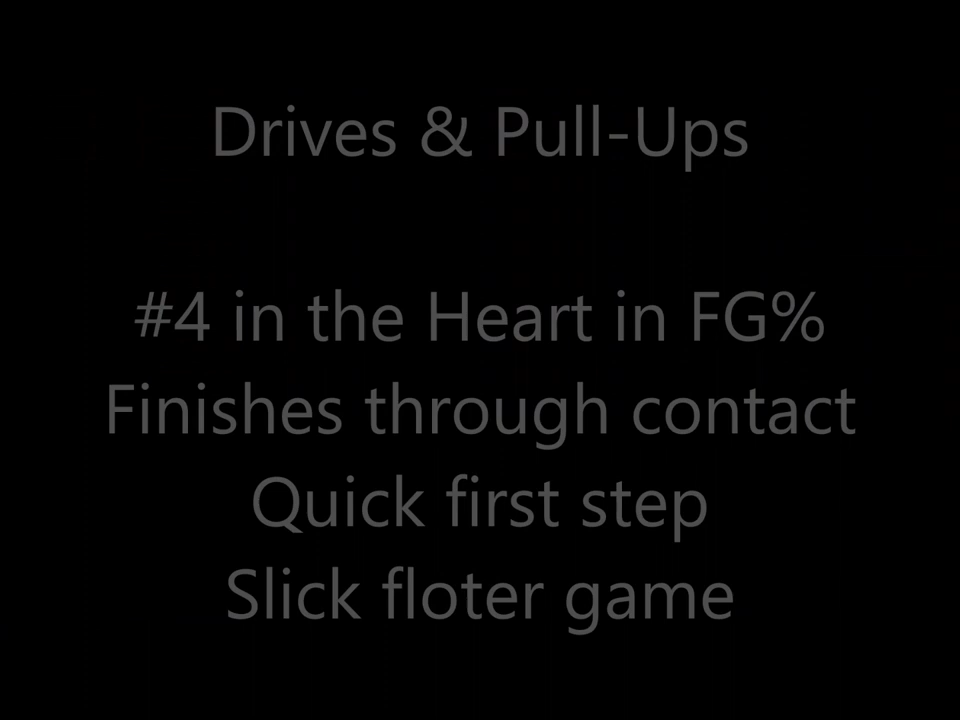 Drives & Pull-Ups
#4 in the Heart in FG%
Finishes through contact
Quick first step
Slick floter game